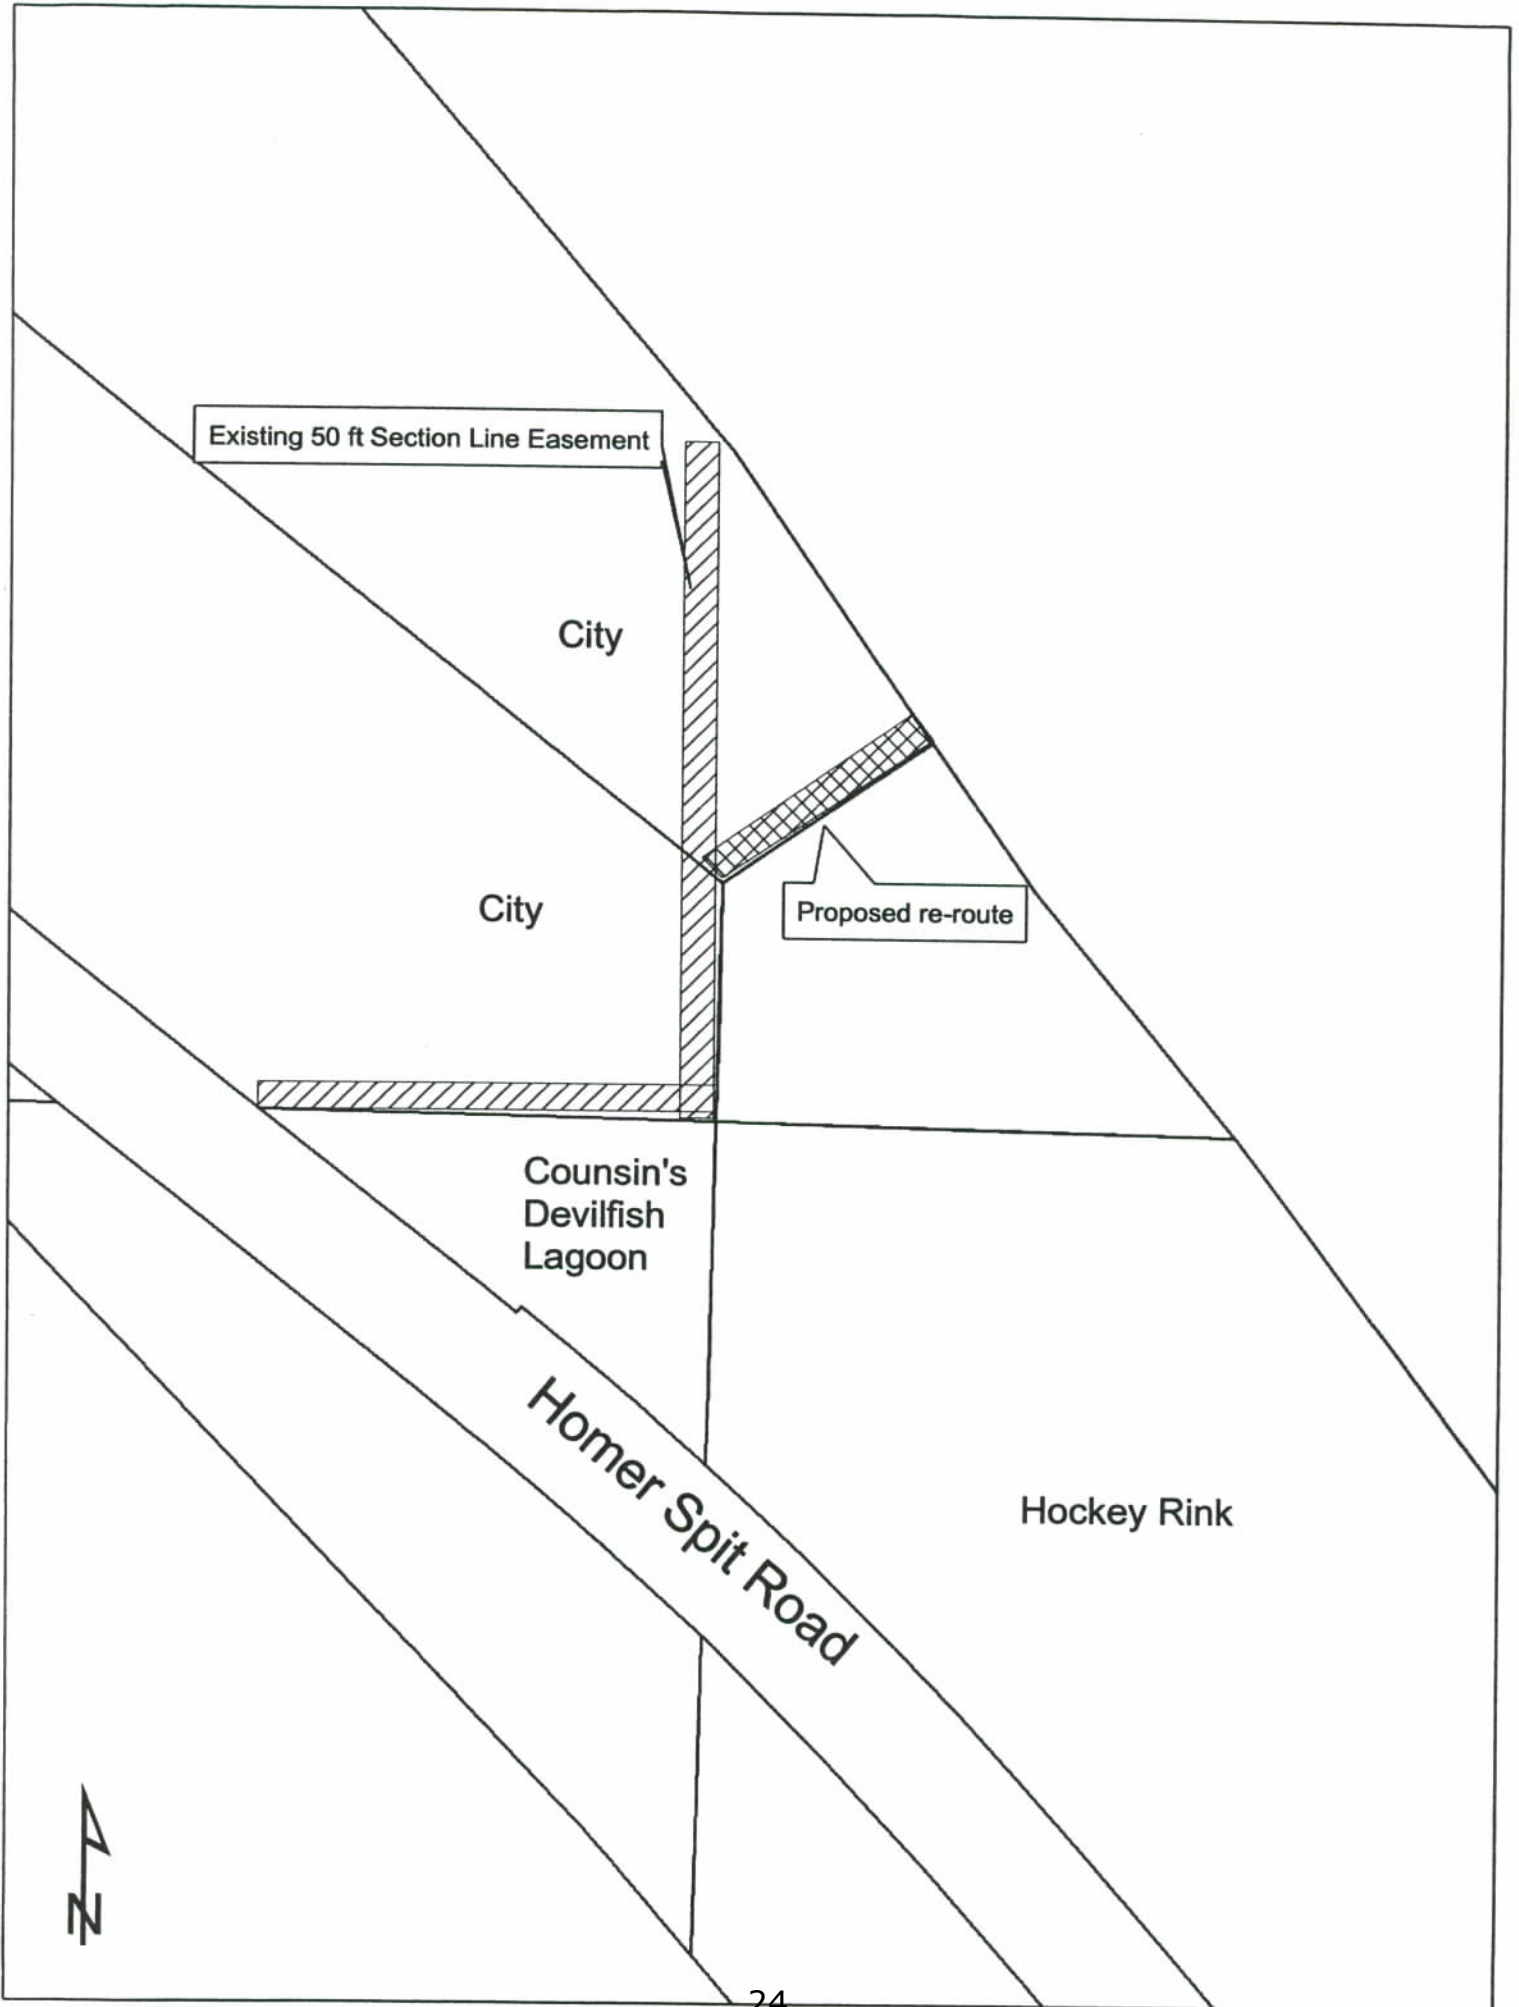 Existing 50 ft Section Line Easement
City
City
Proposed re-route
Counsin's
Devilfish
Lagoon
Homer Spit Road
Hockey Rink
N
24